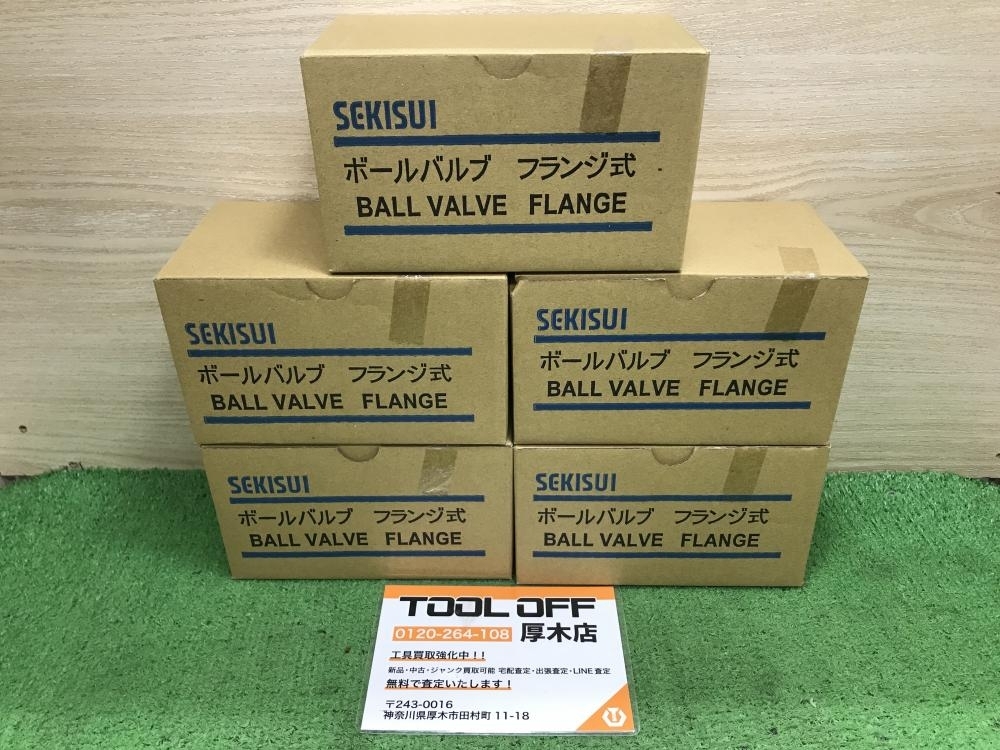 SEKISUI
ボールバルブ フランジ式
BALL VALVE FLANGE
SEKISUI
ボールバルブ フランジ式
BALL VALVE FLANGE
SEKISUI
ボールバルブ フランジ式
BALL VALVE FLANGE
SEKISUI
ボールバルブ フランジ式
BALL VALVE FLANGE
SEKISUI
ボールバルブ フランジ式
BALL VALVE FLANGE
TOOL OFF
0120-264-108 厚木店
工具買取強化中!!
新品・中古・ジャンク買取可能 宅配査定・出張査定・LINE査定
無料で査定いたします!
〒243-0016
神奈川県厚木市田村町11-18